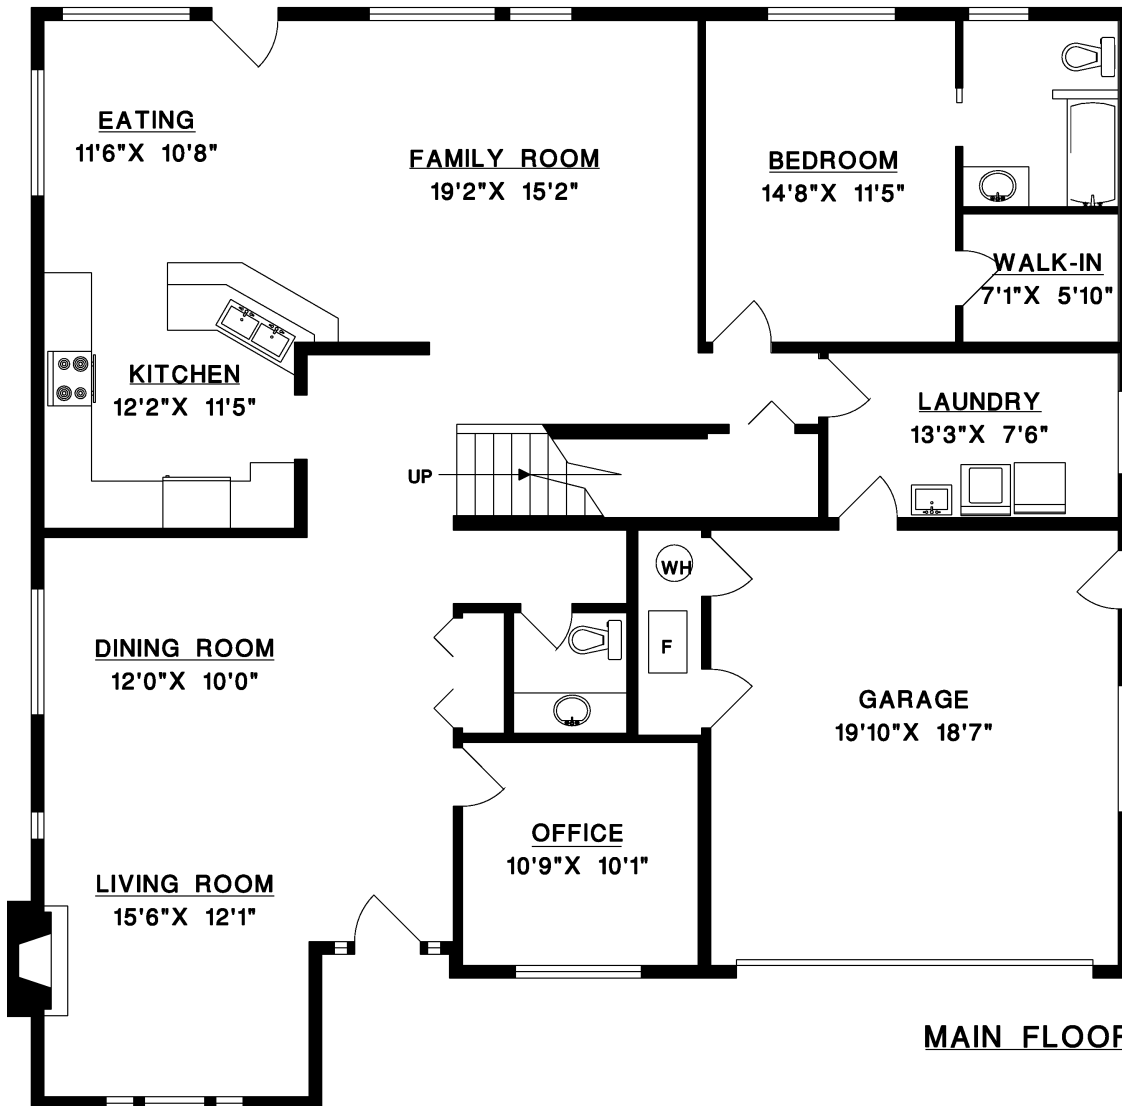 EATING
11'6"X 10'8"
FAMILY ROOM
19'2"X 15'2"
BEDROOM
14'8"X 11'5"
WALK-IN
7'1"X 5'10"
KITCHEN
12'2"X 11'5"
LAUNDRY
13'3"X 7'6"
UP
WH
F
DINING ROOM
12'0"X 10'0"
GARAGE
19'10"X 18'7"
OFFICE
10'9"X 10'1"
LIVING ROOM
15'6"X 12'1"
MAIN FLOOR